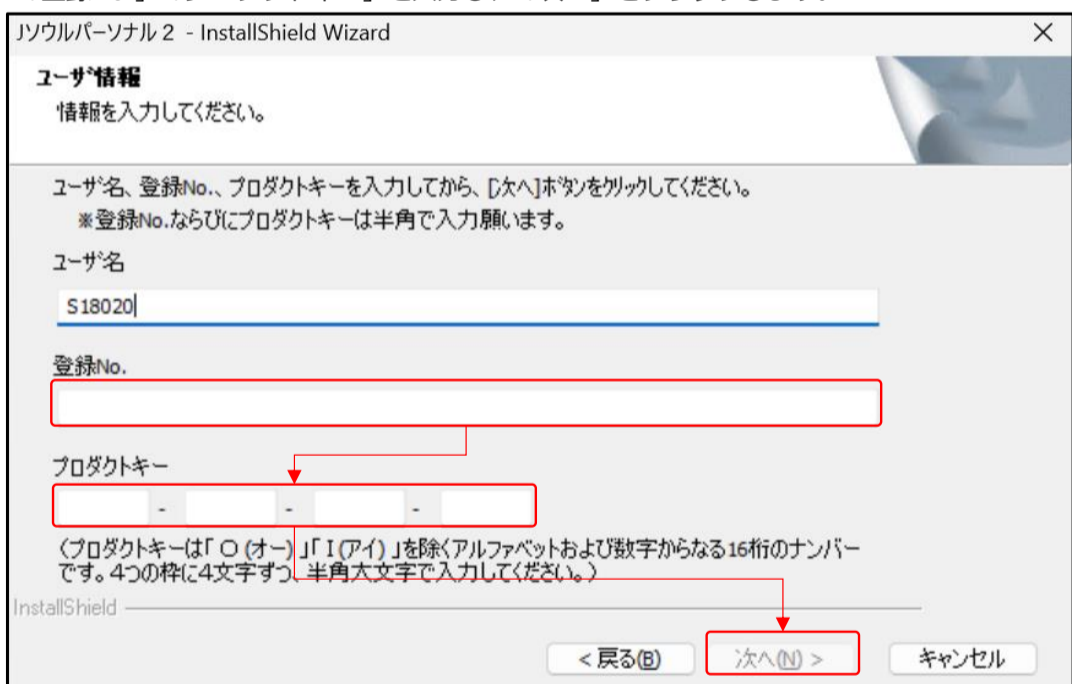 Jソウルパーソナル 2 - InstallShield Wizard
ユーザ情報
情報を入力してください。
ユーザ名、登録No.、プロダクトキーを入力してから、[次へ]ボタンをクリックしてください。
※登録No.ならびにプロダクトキーは半角で入力願います。
ユーザ名
S18020
登録No.
プロダクトキー
- - -
(プロダクトキーは「 O (オー) 」「 I (アイ) 」を除くアルファベットおよび数字からなる16桁のナンバー
です。4つの枠に4文字ずつ、半角大文字で入力してください。)
InstallShield
< 戻る(B) 次へ(N) > キャンセル